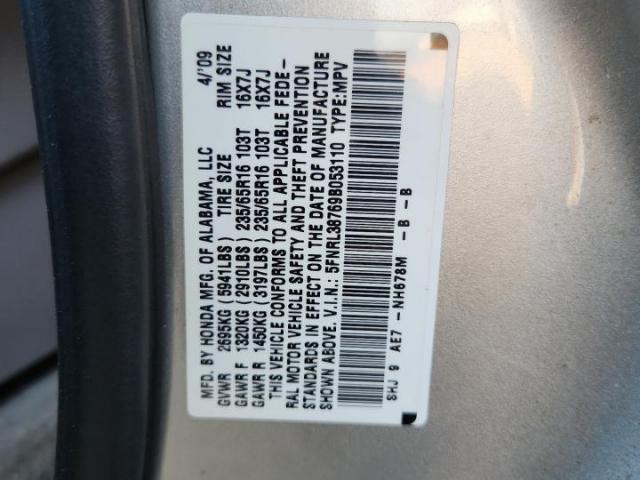 MFD. BY HONDA MFG. OF ALABAMA, LLC 4/'09
GVWR 2695KG (5941LBS) TIRE SIZE RIM SIZE
GAWR F 1320KG (2910LBS) 235/65R16 103T 16X7J
GAWR R 1450KG (3197LBS) 235/65R16 103T 16X7J
THIS VEHICLE CONFORMS TO ALL APPLICABLE FEDE-
RAL MOTOR VEHICLE SAFETY AND THEFT PREVENTION
STANDARDS IN EFFECT ON THE DATE OF MANUFACTURE
SHOWN ABOVE. V.I.N.: 5FNRL38769B053110 TYPE:MPV
SHJ 9 AE7 -NH678M -B -B